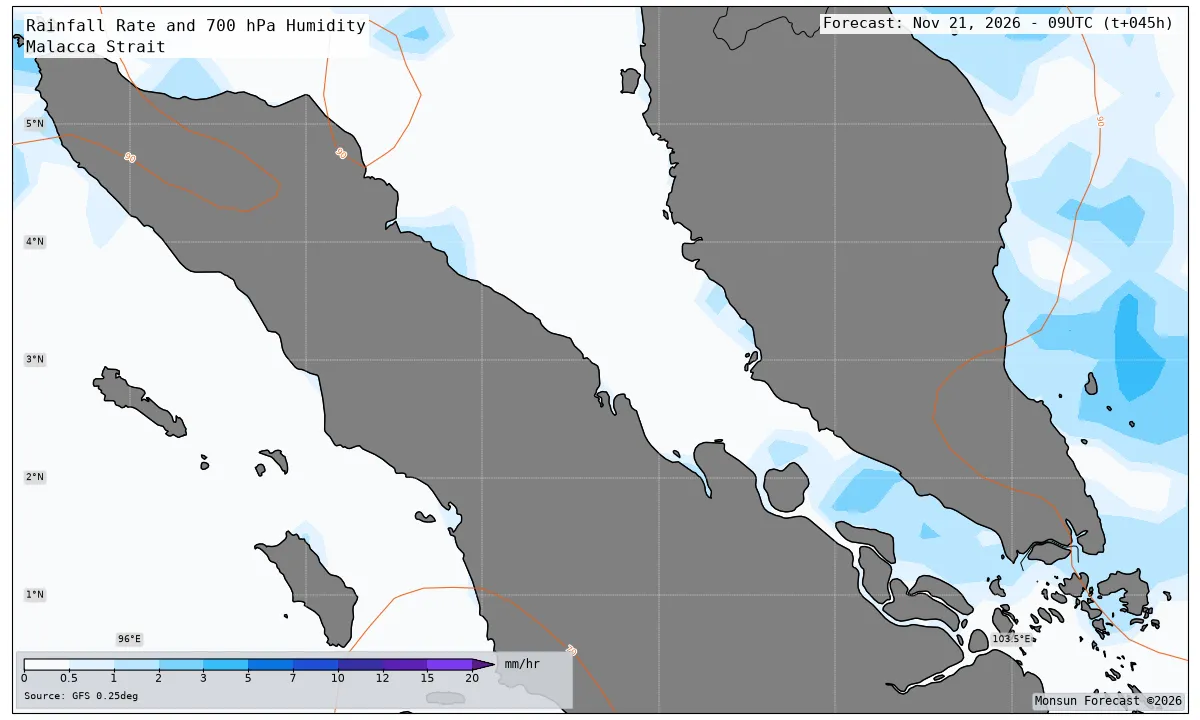 Rainfall Rate and 700 hPa Humidity
Malacca Strait
Forecast: Nov 21, 2026 - 09UTC (t+045h)
90
5°N
90
90
4°N
3°N
2°N
1°N
96°E
103.5°E
70
mm/hr
0 0.5 1 2 3 5 7 10 12 15 20
Source: GFS 0.25deg
Monsun Forecast ©2026